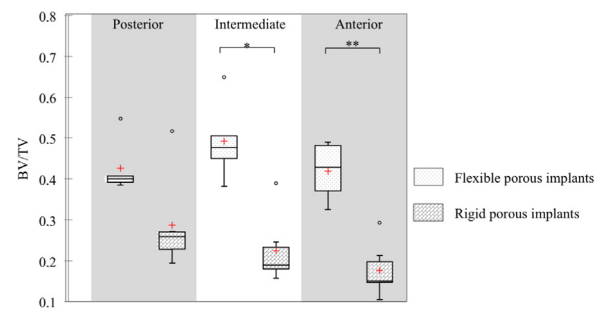 Posterior Intermediate Anterior
* **
0.8
0.7
0.6
0.5
0.4
0.3
0.2
0.1
BV/TV
Flexible porous implants
Rigid porous implants